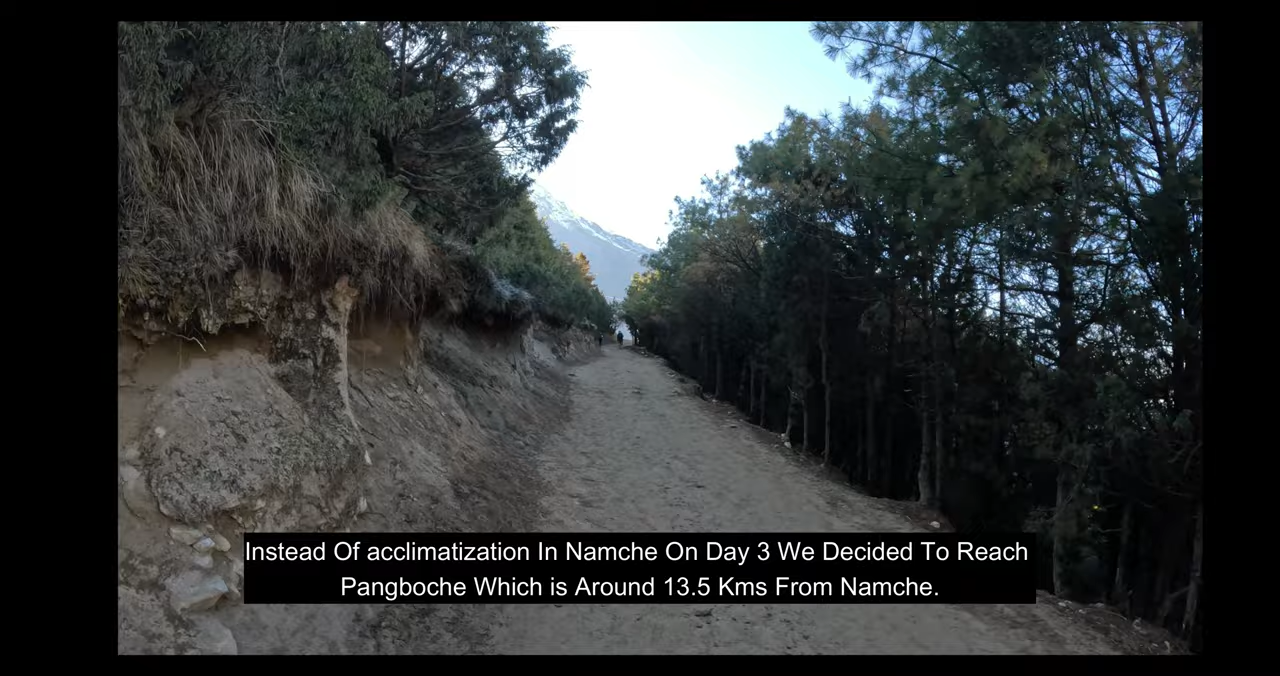 Instead Of acclimatization In Namche On Day 3 We Decided To Reach
Pangboche Which is Around 13.5 Kms From Namche.